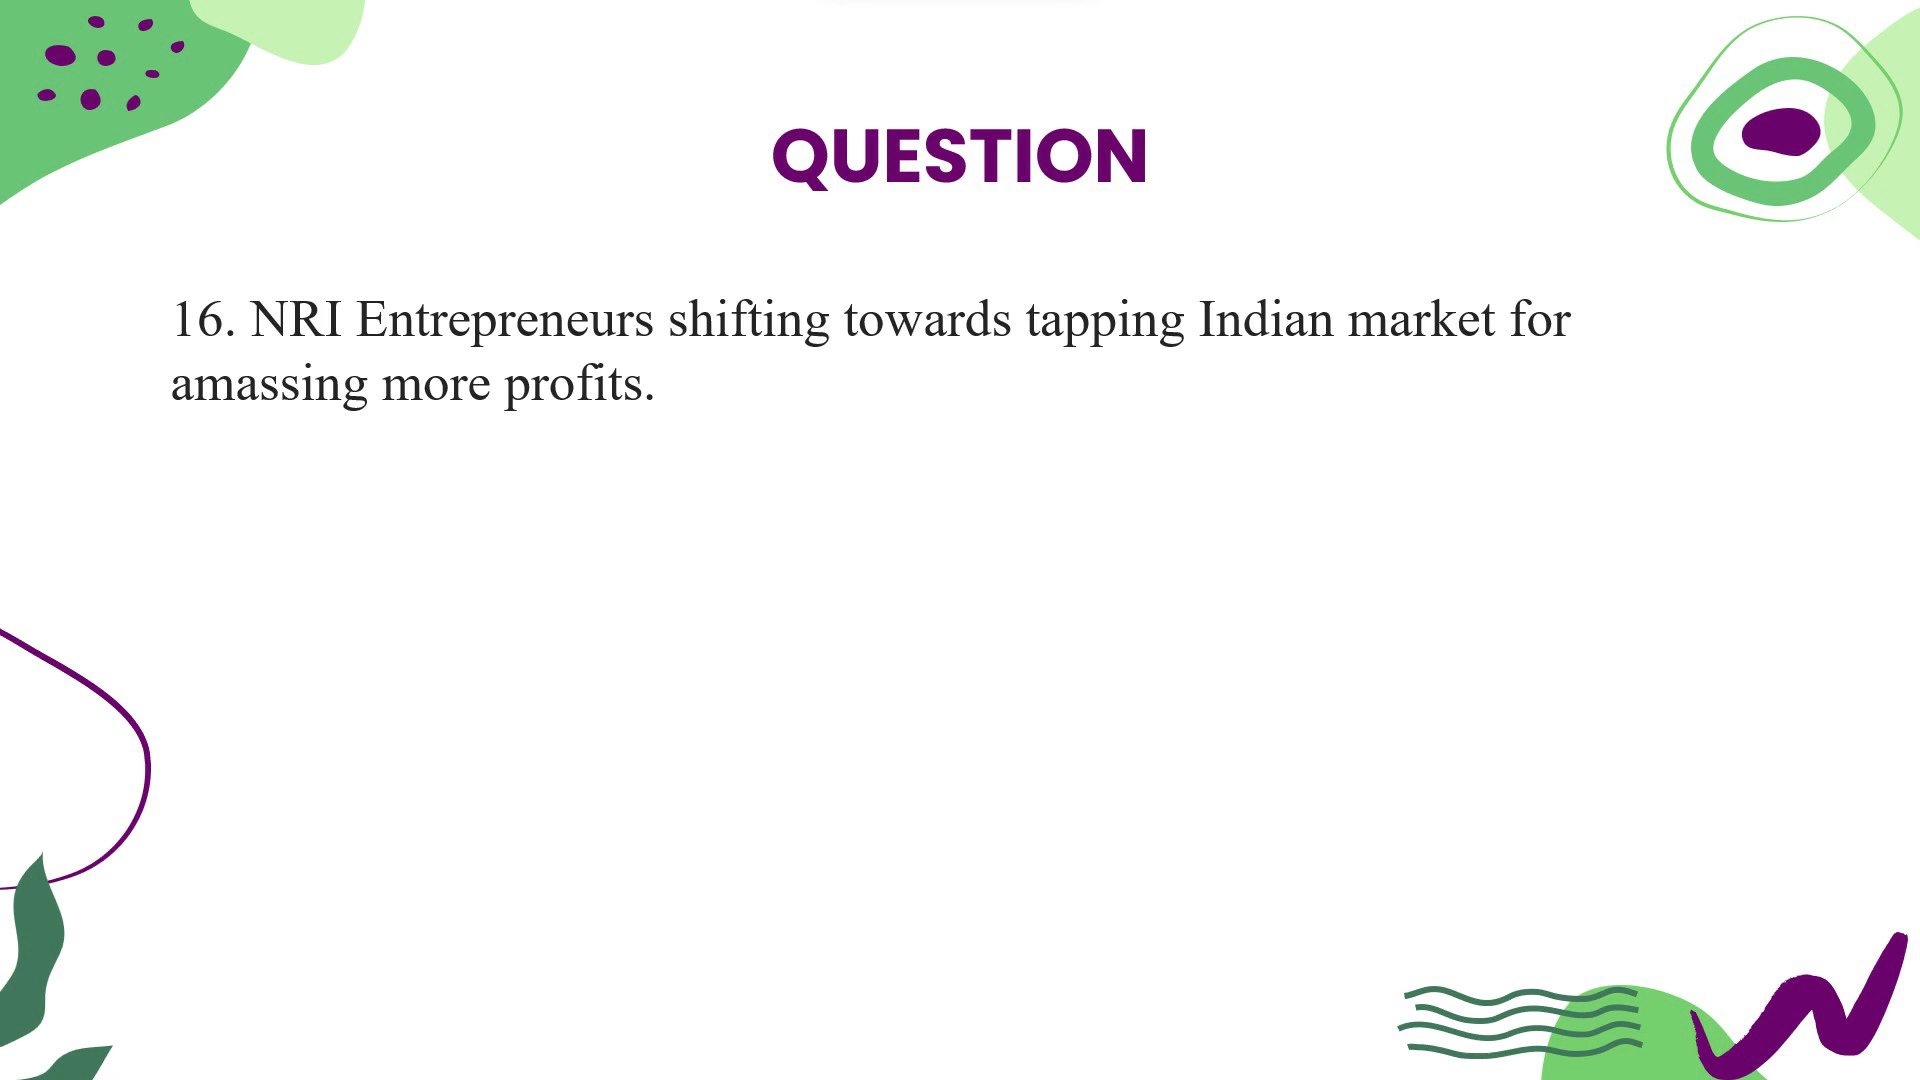 QUESTION
16. NRI Entrepreneurs shifting towards tapping Indian market for
amassing more profits.